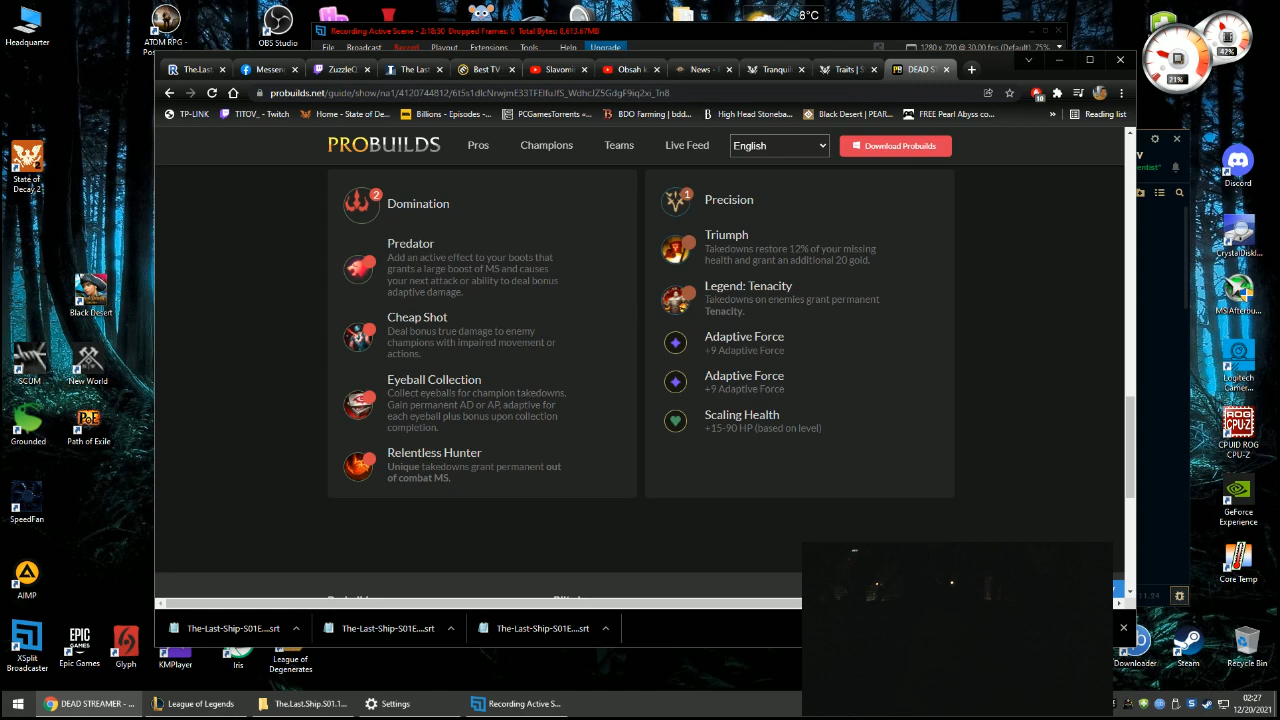 Headquarter
ATOM RPG -
OBS Studio
8°C
Recording Active Scene - 2:18:30 Dropped Frames: 0 Total Bytes: 8,613.67MB
File Broadcast Record Playout Extensions Tools Help Upgrade
1280 x 720 @ 30.00 fps (Default) 75%
21%
42%
The.Last.
Messen
ZuzzleQ
The Last
Best TV
Slavomi
Obsah k
News -
Tranquil
Traits | S
DEAD S
probuilds.net/guide/show/na1/4120744812/
10
TP-LINK
TITOV_ - Twitch
Home - State of De...
Billions - Episodes -...
PCGamesTorrents «...
BDO Farming | bdd...
High Head Stoneba...
Black Desert | PEAR...
FREE Pearl Abyss co...
»
Reading list
PROBUILDS
Pros
Champions
Teams
Live Feed
English
Download Probuilds
2
Domination
Predator
Add an active effect to your boots that
grants a large boost of MS and causes
your next attack or ability to deal bonus
adaptive damage.
Cheap Shot
Deal bonus true damage to enemy
champions with impaired movement or
actions.
Eyeball Collection
Collect eyeballs for champion takedowns.
Gain permanent AD or AP, adaptive for
each eyeball plus bonus upon collection
completion.
Relentless Hunter
Unique takedowns grant permanent out
of combat MS.
1
Precision
Triumph
Takedowns restore 12% of your missing
health and grant an additional 20 gold.
Legend: Tenacity
Takedowns on enemies grant permanent
Tenacity.
Adaptive Force
+9 Adaptive Force
Adaptive Force
+9 Adaptive Force
Scaling Health
+15-90 HP (based on level)
The-Last-Ship-S01E....srt
The-Last-Ship-S01E....srt
The-Last-Ship-S01E....srt
State of
Decay 2
Black Desert
SCUM
New World
Grounded
Path of Exile
SpeedFan
AIMP
XSplit
Broadcaster
Epic Games
Glyph
KMPlayer
Iris
League of
Degenerates
entist"
11.24
Discord
CrystalDiskI...
MSI Afterbu...
Logitech
Camer...
CPUID ROG
CPU-Z
GeForce
Experience
Core Temp
Downloader
Steam
Recycle Bin
DEAD STREAMER - ...
League of Legends
The.Last.Ship.S01.1...
Settings
Recording Active S...
02:27
12/20/2021